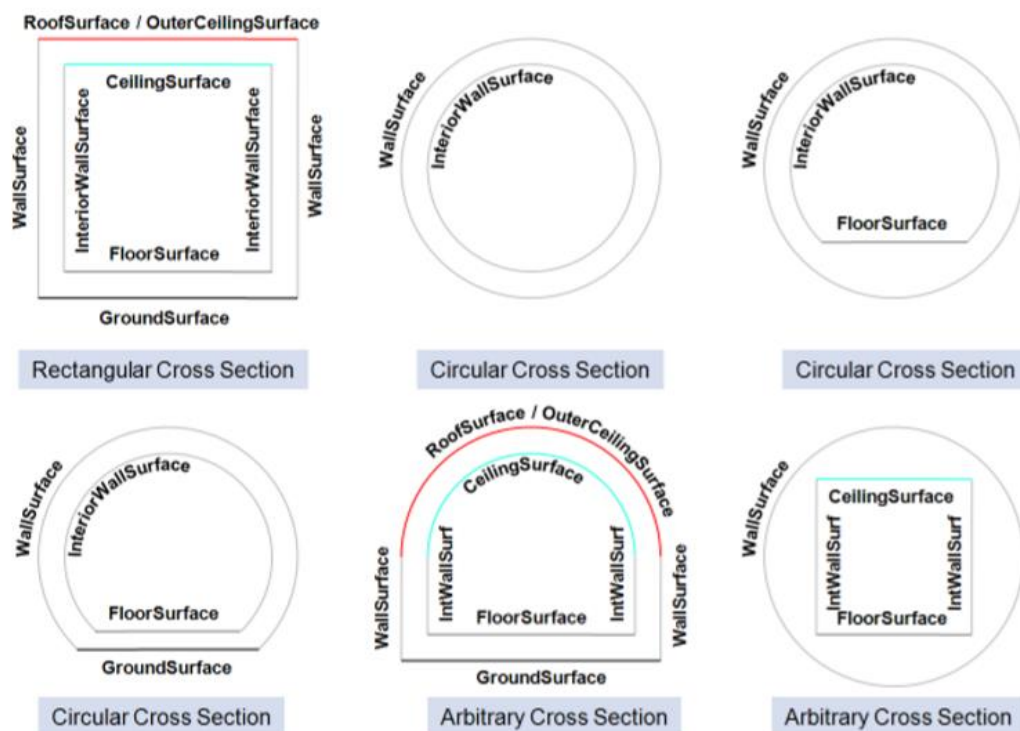 RoofSurface / OuterCeilingSurface
CeilingSurface
WallSurface
InteriorWallSurface
InteriorWallSurface
WallSurface
FloorSurface
GroundSurface
Rectangular Cross Section
WallSurface
InteriorWallSurface
Circular Cross Section
WallSurface
InteriorWallSurface
FloorSurface
Circular Cross Section
WallSurface
InteriorWallSurface
FloorSurface
GroundSurface
Circular Cross Section
RoofSurface / OuterCeilingSurface
CeilingSurface
WallSurface
IntWallSurf
IntWallSurf
WallSurface
FloorSurface
GroundSurface
Arbitrary Cross Section
WallSurface
CeilingSurface
IntWallSurf
IntWallSurf
FloorSurface
Arbitrary Cross Section